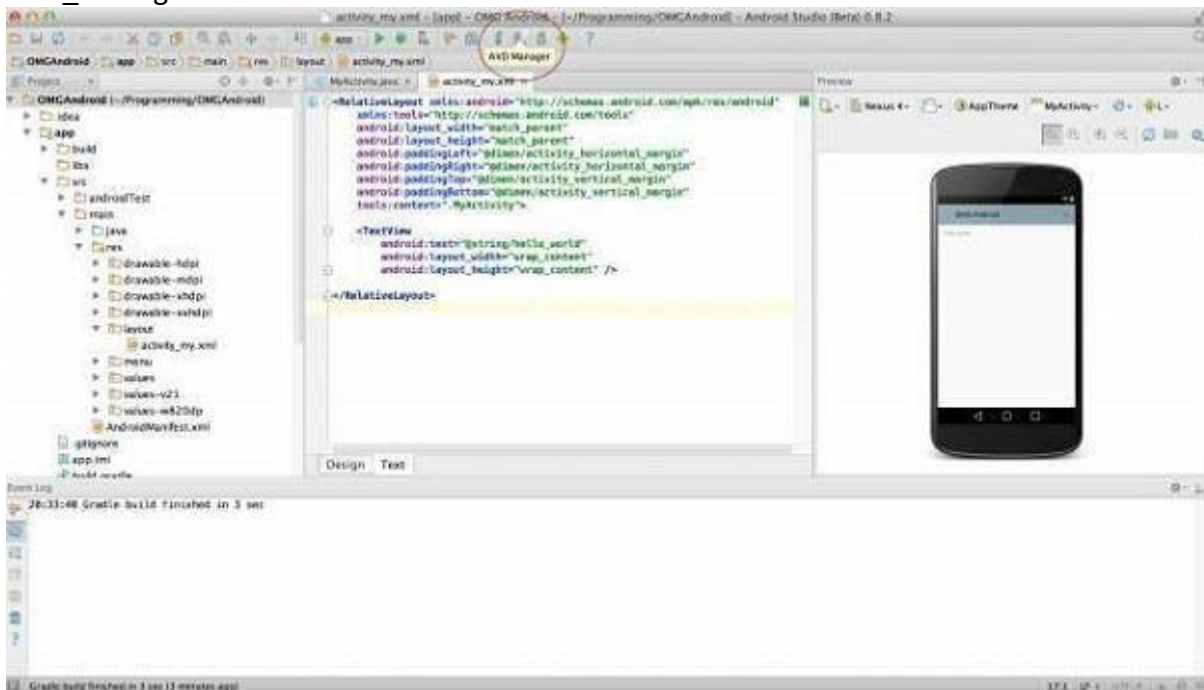 activity_my.xml - [app] - OMGAndroid - [~/Programming/OMGAndroid] - Android Studio (Beta) 0.8.2
app
AVD Manager
OMGAndroid app src main res layout activity_my.xml
Project
MyActivity.java activity_my.xml
Preview
OMGAndroid (~/Programming/OMGAndroid)
.idea
app
build
libs
src
androidTest
main
java
res
drawable-hdpi
drawable-mdpi
drawable-xhdpi
drawable-xxhdpi
layout
activity_my.xml
menu
values
values-v21
values-w820dp
AndroidManifest.xml
.gitignore
app.iml
build.gradle
<RelativeLayout xmlns:android="http://schemas.android.com/apk/res/android"
xmlns:tools="http://schemas.android.com/tools"
android:layout_width="match_parent"
android:layout_height="match_parent"
android:paddingLeft="@dimen/activity_horizontal_margin"
android:paddingRight="@dimen/activity_horizontal_margin"
android:paddingTop="@dimen/activity_vertical_margin"
android:paddingBottom="@dimen/activity_vertical_margin"
tools:context=".MyActivity">
<TextView
android:text="@string/hello_world"
android:layout_width="wrap_content"
android:layout_height="wrap_content" />
</RelativeLayout>
Design Text
Nexus 4 AppTheme MyActivity L
Event Log
20:33:40 Gradle build finished in 3 sec
Gradle build finished in 3 sec (3 minutes ago)
17:1